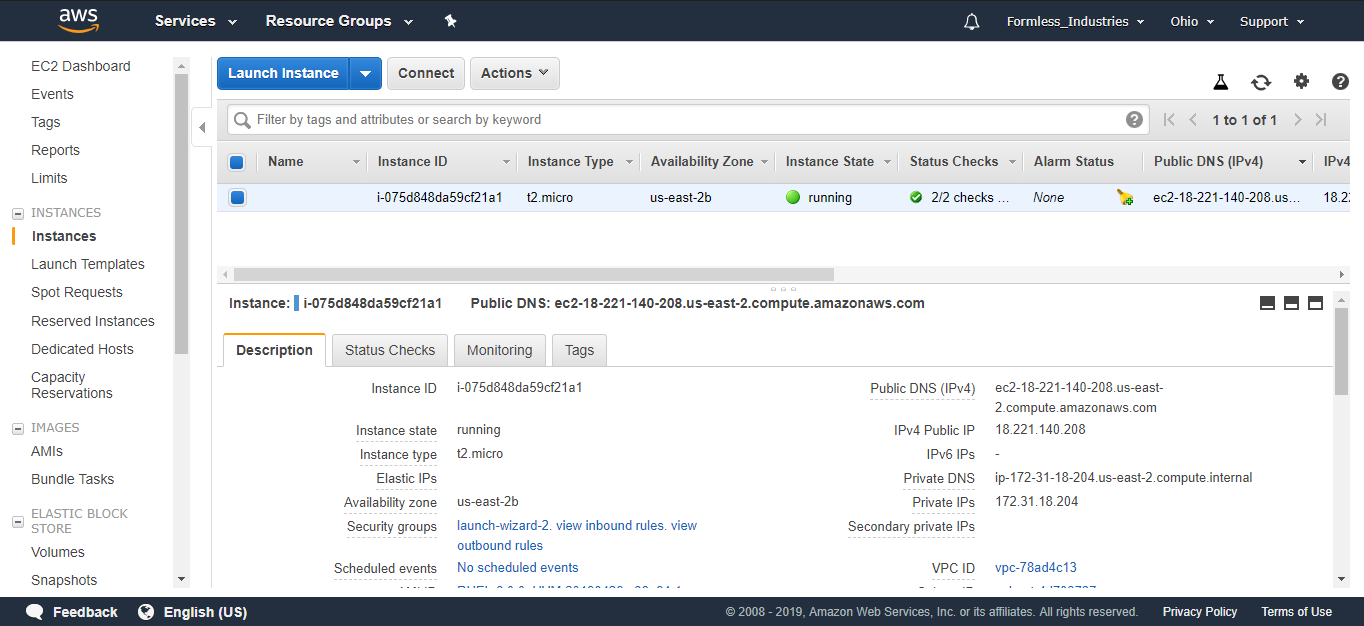 aws Services Resource Groups Formless_Industries Ohio Support
EC2 Dashboard
Events
Tags
Reports
Limits
INSTANCES
Instances
Launch Templates
Spot Requests
Reserved Instances
Dedicated Hosts
Capacity
Reservations
IMAGES
AMIs
Bundle Tasks
ELASTIC BLOCK
STORE
Volumes
Snapshots
Launch Instance Connect Actions
Filter by tags and attributes or search by keyword ? 1 to 1 of 1
Name Instance ID Instance Type Availability Zone Instance State Status Checks Alarm Status Public DNS (IPv4) IPv4
i-075d848da59cf21a1 t2.micro us-east-2b running 2/2 checks ... None ec2-18-221-140-208.us... 18.2
Instance: i-075d848da59cf21a1 Public DNS: ec2-18-221-140-208.us-east-2.compute.amazonaws.com
Description Status Checks Monitoring Tags
Instance ID i-075d848da59cf21a1
Instance state running
Instance type t2.micro
Elastic IPs
Availability zone us-east-2b
Security groups launch-wizard-2. view inbound rules. view
outbound rules
Scheduled events No scheduled events
Public DNS (IPv4) ec2-18-221-140-208.us-east-
2.compute.amazonaws.com
IPv4 Public IP 18.221.140.208
IPv6 IPs -
Private DNS ip-172-31-18-204.us-east-2.compute.internal
Private IPs 172.31.18.204
Secondary private IPs
VPC ID vpc-78ad4c13
Feedback English (US) © 2008 - 2019, Amazon Web Services, Inc. or its affiliates. All rights reserved. Privacy Policy Terms of Use